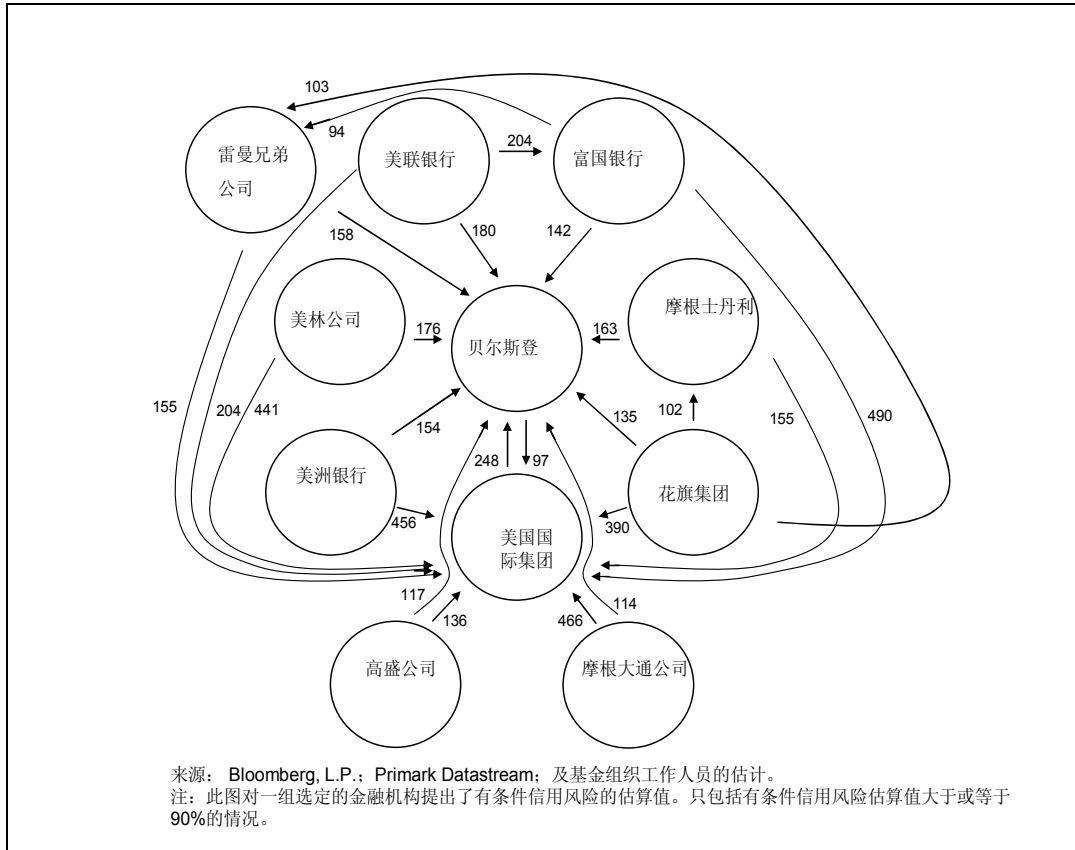 103
94
雷曼兄弟
公司
美联银行
204
富国银行
158
180
142
美林公司
176
贝尔斯登
163
摩根士丹利
155
204
441
154
135
102
155
490
美洲银行
248
97
花旗集团
456
美国国
际集团
390
117
136
466
114
高盛公司
摩根大通公司
来源： Bloomberg, L.P.；Primark Datastream；及基金组织工作人员的估计。
注：此图对一组选定的金融机构提出了有条件信用风险的估算值。只包括有条件信用风险估算值大于或等于
90%的情况。